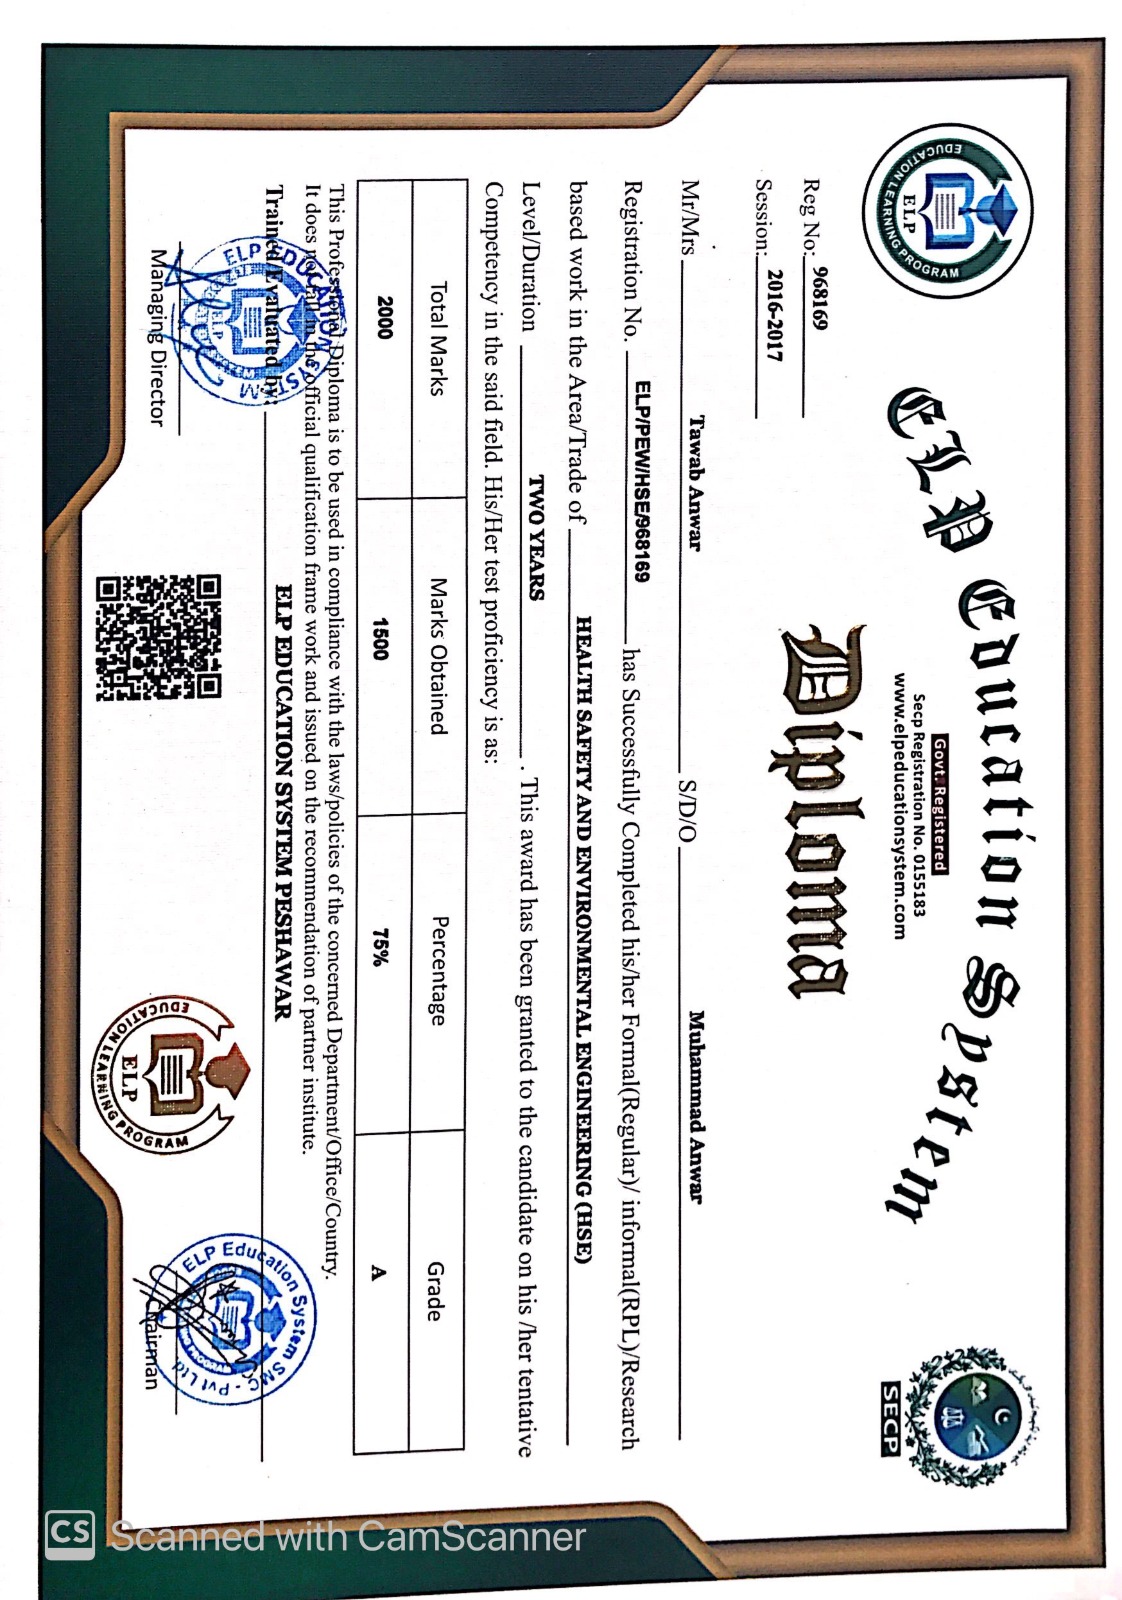 ELP Education System
Govt. Registered
Secp Registration No. 0155183
www.elpeducationsystem.com
EDUCATION LEARNING PROGRAM
ELP
SECP
Diploma
Reg No: 968169
Session: 2016-2017
Mr/Mrs Tawab Anwar S/D/O Muhammad Anwar
Registration No. ELP/PEW/HSE/968169 has Successfully Completed his/her Formal(Regular)/ informal(RPL)/Research
based work in the Area/Trade of HEALTH SAFETY AND ENVIRONMENTAL ENGINEERING (HSE)
Level/Duration TWO YEARS . This award has been granted to the candidate on his /her tentative
Competency in the said field. His/Her test proficiency is as:
Total Marks Marks Obtained Percentage Grade
2000 1500 75% A
This Professional Diploma is to be used in compliance with the laws/policies of the concerned Department/Office/Country.
It does in the official qualification frame work and issued on the recommendation of partner institute.
Trained/Evaluated by: ELP EDUCATION SYSTEM PESHAWAR
ELP EDUCATION SYSTEM
Managing Director
EDUCATION LEARNING PROGRAM
ELP
ELP Education System SMC - Pvt Ltd.
Chairman
CS Scanned with CamScanner